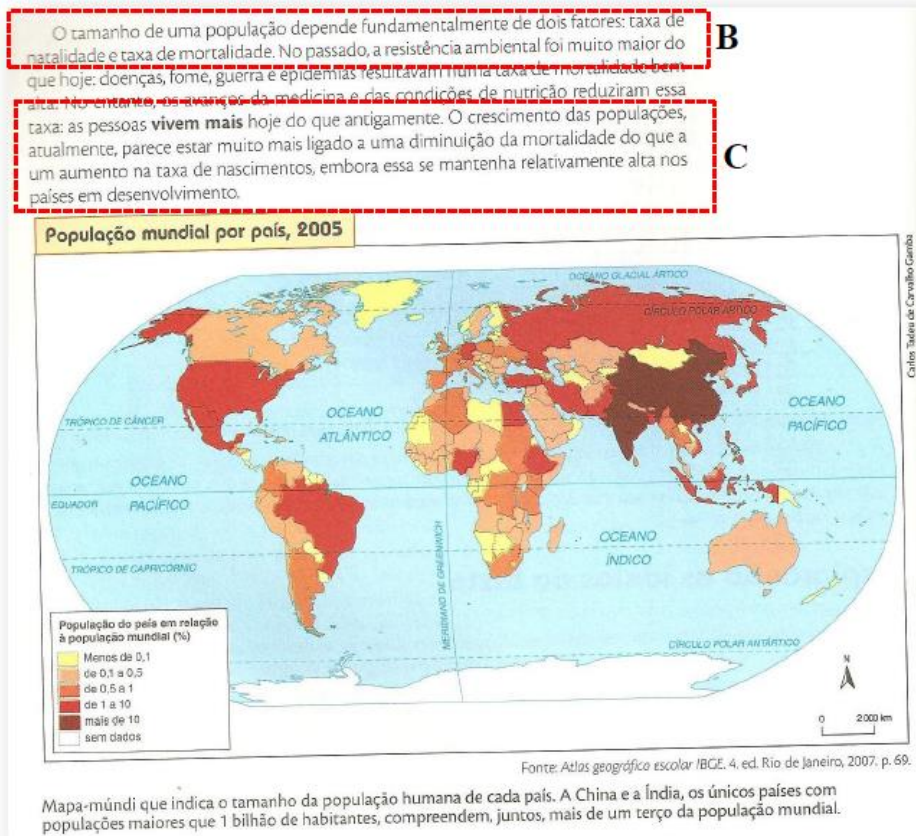 O tamanho de uma população depende fundamentalmente de dois fatores: taxa de
natalidade e taxa de mortalidade. No passado, a resistência ambiental foi muito maior do
que hoje: doenças, fome, guerra e epidemias resultavam numa taxa de mortalidade bem
alta. No entanto, os avanços da medicina e das condições de nutrição reduziram essa
taxa: as pessoas vivem mais hoje do que antigamente. O crescimento das populações,
atualmente, parece estar muito mais ligado a uma diminuição da mortalidade do que a
um aumento na taxa de nascimentos, embora essa se mantenha relativamente alta nos
países em desenvolvimento.
B
C
População mundial por país, 2005
Carlos Tadeu de Carvalho Gamba
OCEANO GLACIAL ÁRTICO
CÍRCULO POLAR ÁRTICO
TRÓPICO DE CÂNCER
OCEANO
ATLÂNTICO
OCEANO
PACÍFICO
OCEANO
PACÍFICO
EQUADOR
OCEANO
ÍNDICO
TRÓPICO DE CAPRICÓRNIO
MERIDIANO DE GREENWICH
CÍRCULO POLAR ANTÁRTICO
População do país em relação
à população mundial (%)
Menos de 0,1
de 0,1 a 0,5
de 0,5 a 1
de 1 a 10
mais de 10
sem dados
N
0 2000 km
Fonte: Atlas geográfico escolar IBGE. 4. ed. Rio de Janeiro, 2007. p. 69.
Mapa-múndi que indica o tamanho da população humana de cada país. A China e a Índia, os únicos países com
populações maiores que 1 bilhão de habitantes, compreendem, juntos, mais de um terço da população mundial.